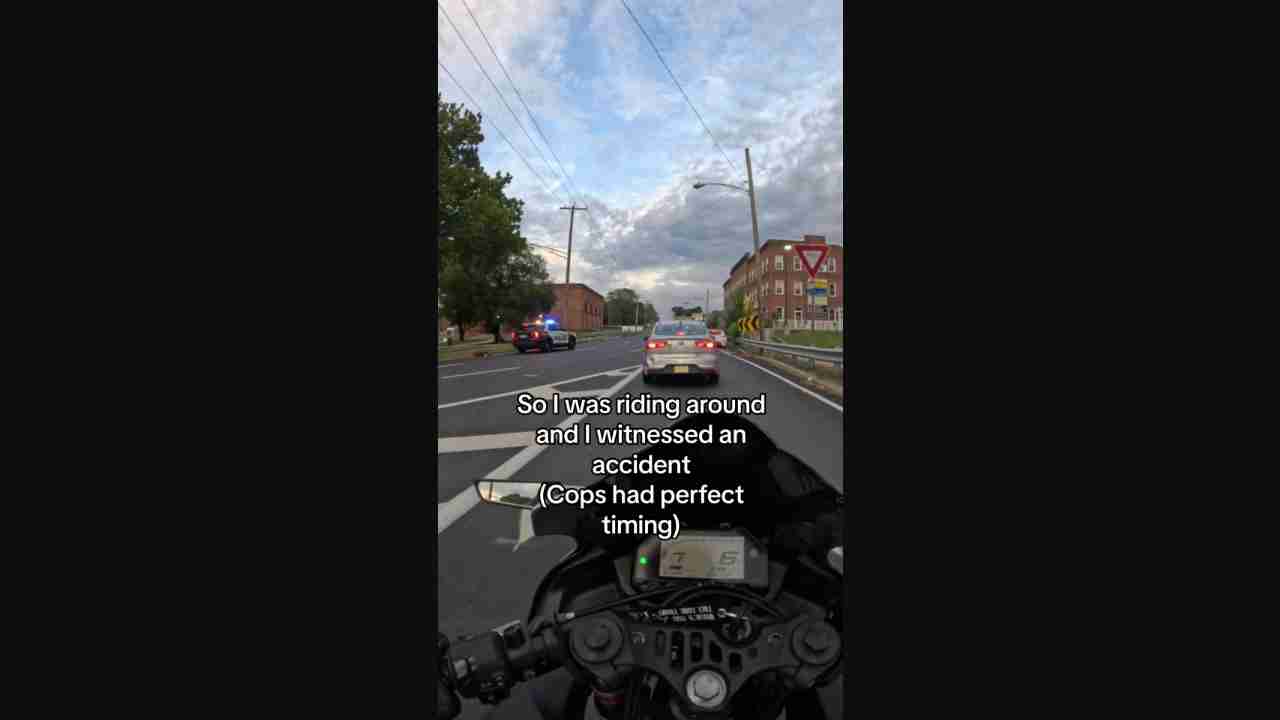 So I was riding around
and I witnessed an
accident
(Cops had perfect
timing)